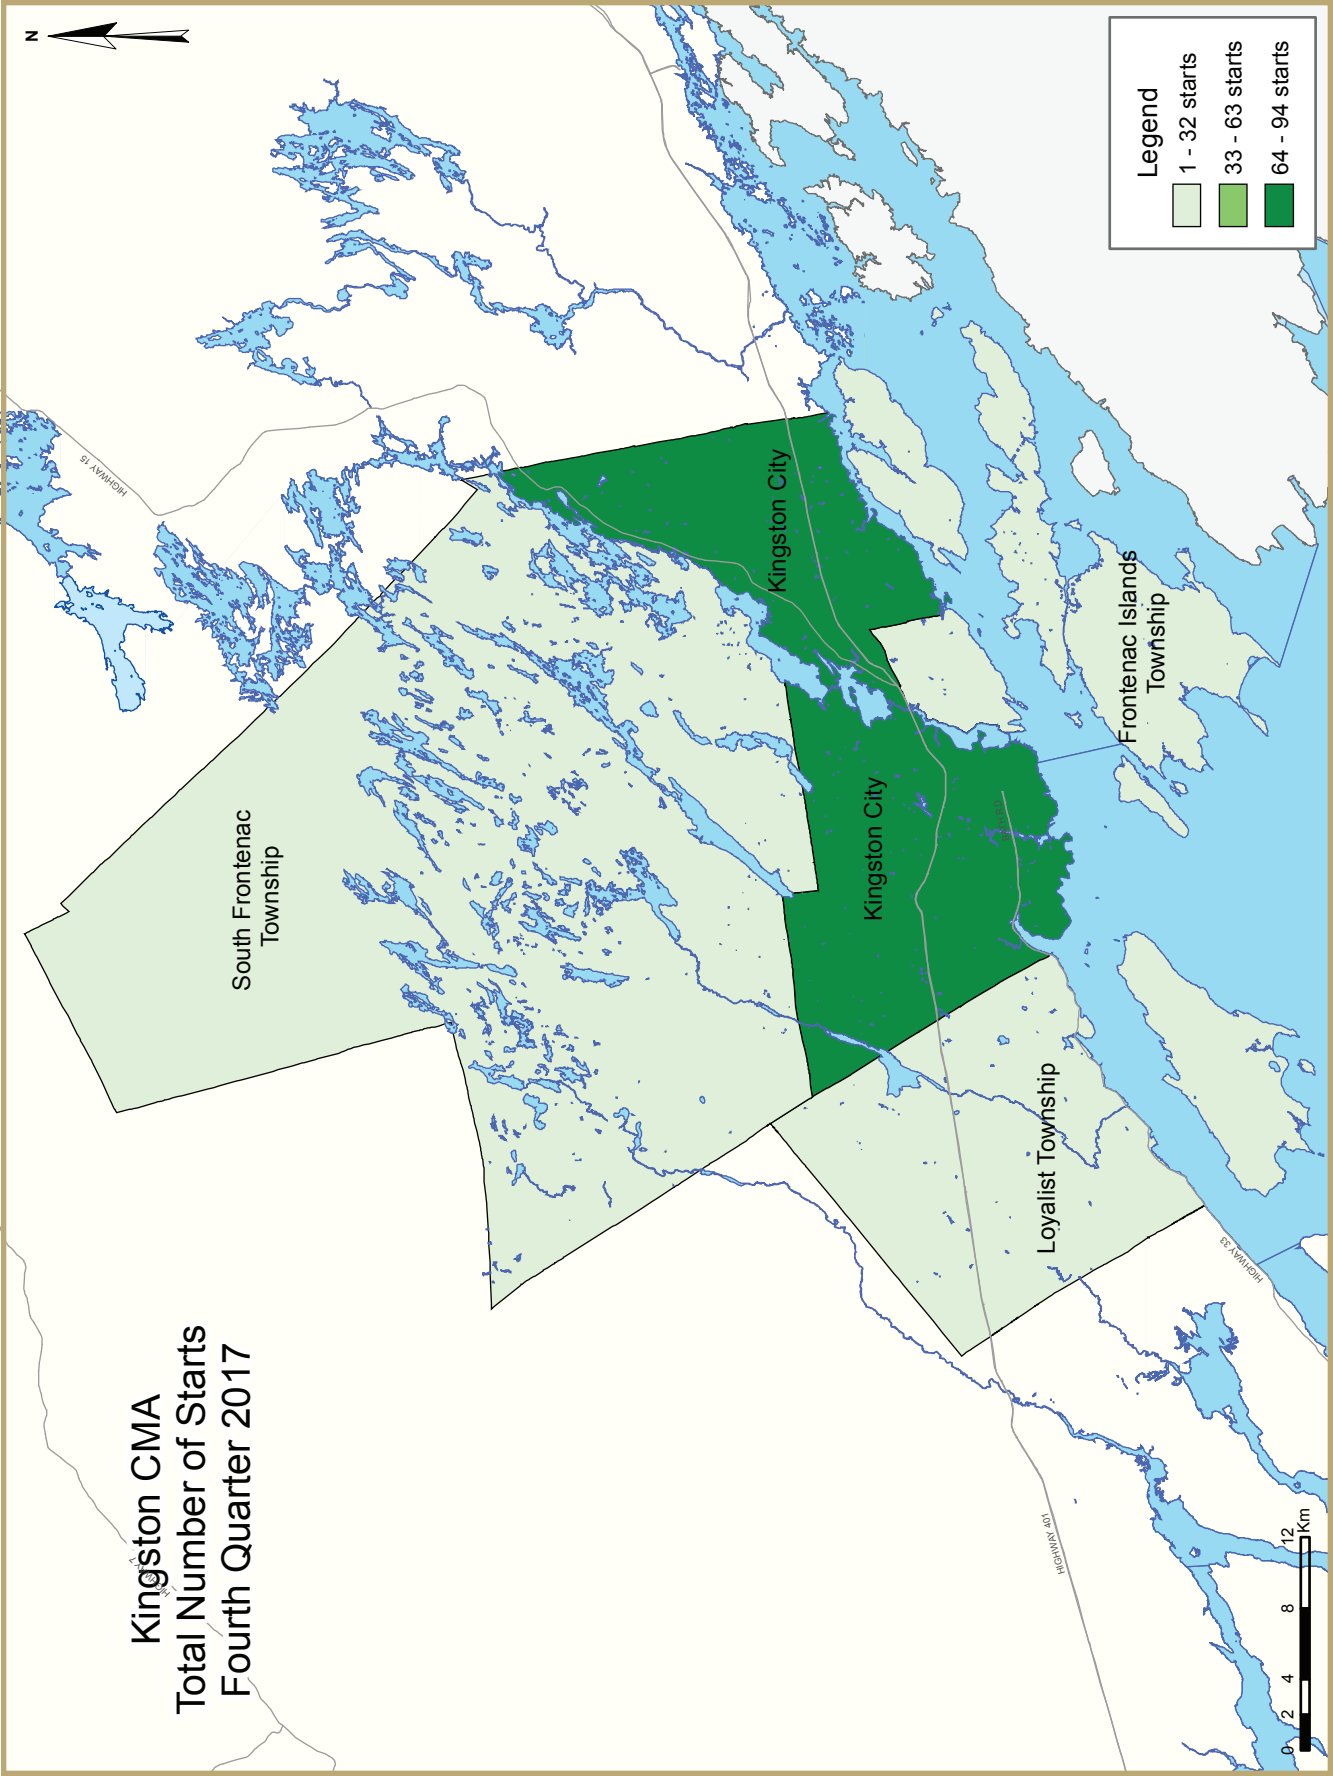 Kingston CMA
Total Number of Starts
Fourth Quarter 2017
N
HIGHWAY 7
HIGHWAY 15
South Frontenac
Township
Kingston City
Kingston City
Frontenac Islands
Township
Loyalist Township
HIGHWAY 33
HIGHWAY 401
Legend
1 - 32 starts
33 - 63 starts
64 - 94 starts
0 2 4 8 12
Km